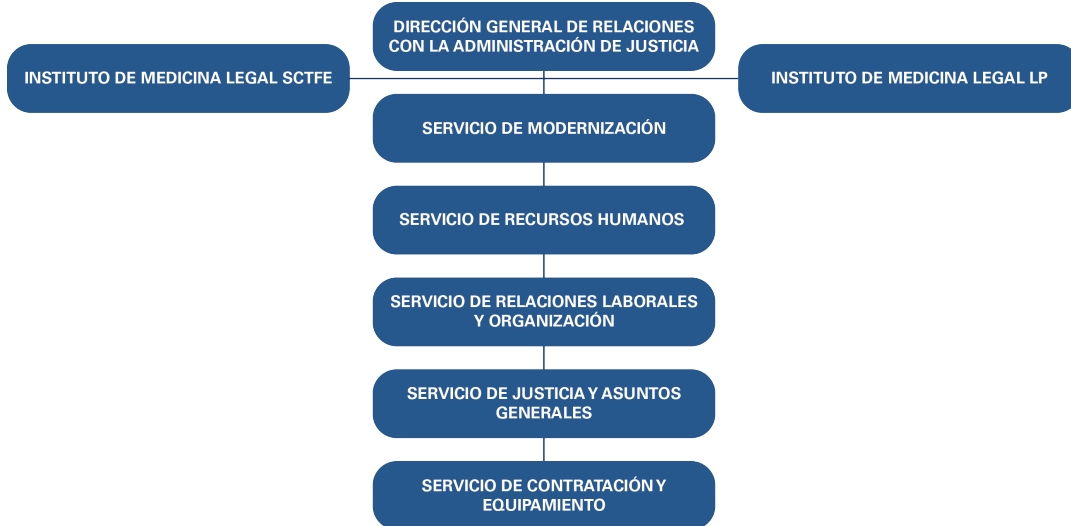 DIRECCIÓN GENERAL DE RELACIONES
CON LA ADMINISTRACIÓN DE JUSTICIA
INSTITUTO DE MEDICINA LEGAL SCTFE
INSTITUTO DE MEDICINA LEGAL LP
SERVICIO DE MODERNIZACIÓN
SERVICIO DE RECURSOS HUMANOS
SERVICIO DE RELACIONES LABORALES
Y ORGANIZACIÓN
SERVICIO DE JUSTICIA Y ASUNTOS
GENERALES
SERVICIO DE CONTRATACIÓN Y
EQUIPAMIENTO